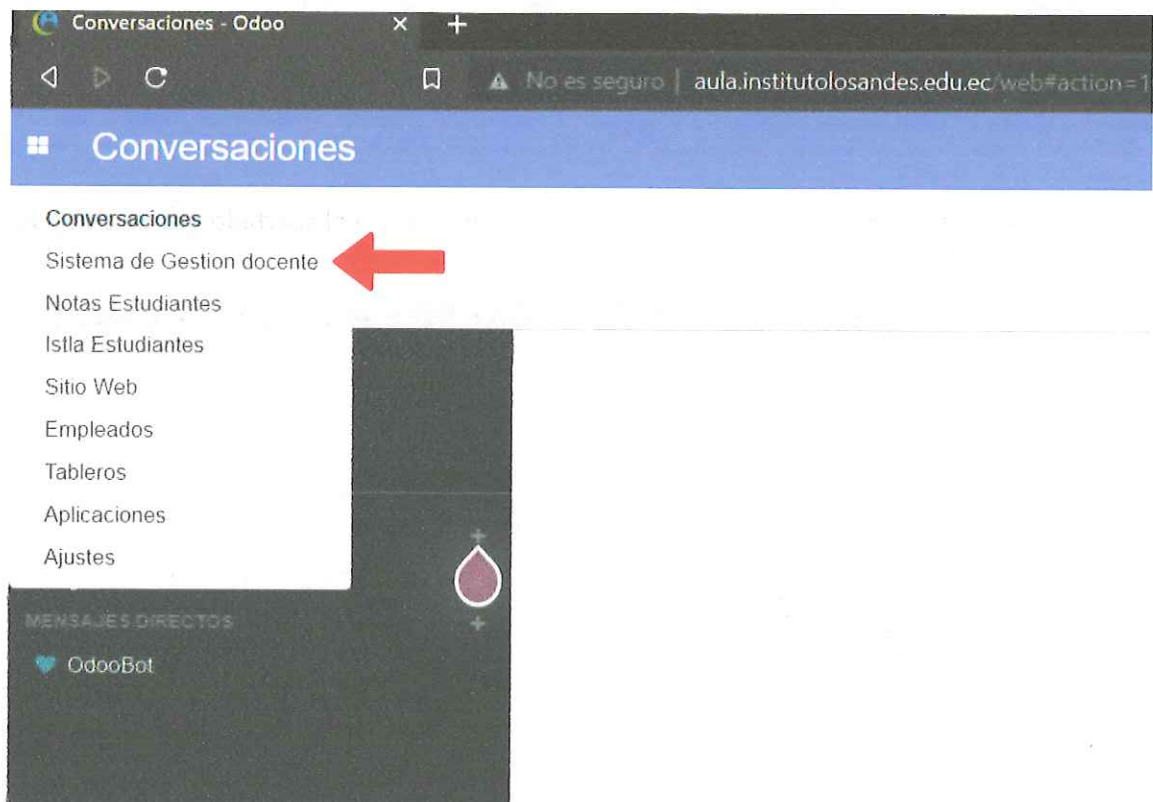 Conversaciones - Odoo
No es seguro | aula.institutolosandes.edu.ec/web#action=1
Conversaciones
Conversaciones
Sistema de Gestion docente
Notas Estudiantes
Istla Estudiantes
Sitio Web
Empleados
Tableros
Aplicaciones
Ajustes
MENSAJES DIRECTOS
OdooBot